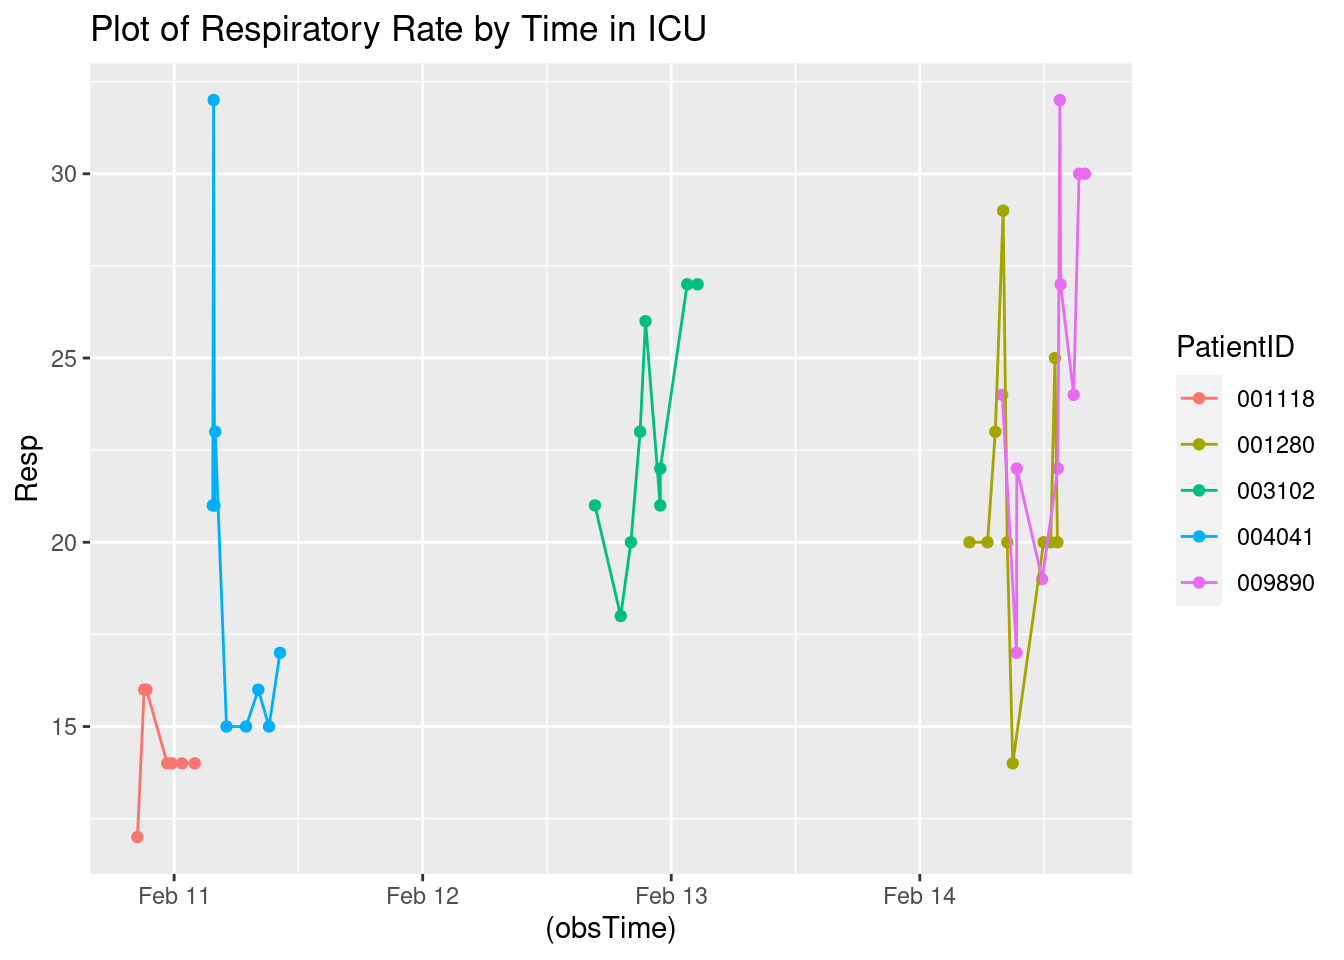 Plot of Respiratory Rate by Time in ICU
Resp
30
25
20
15
Feb 11 Feb 12 Feb 13 Feb 14
(obsTime)
PatientID
001118
001280
003102
004041
009890